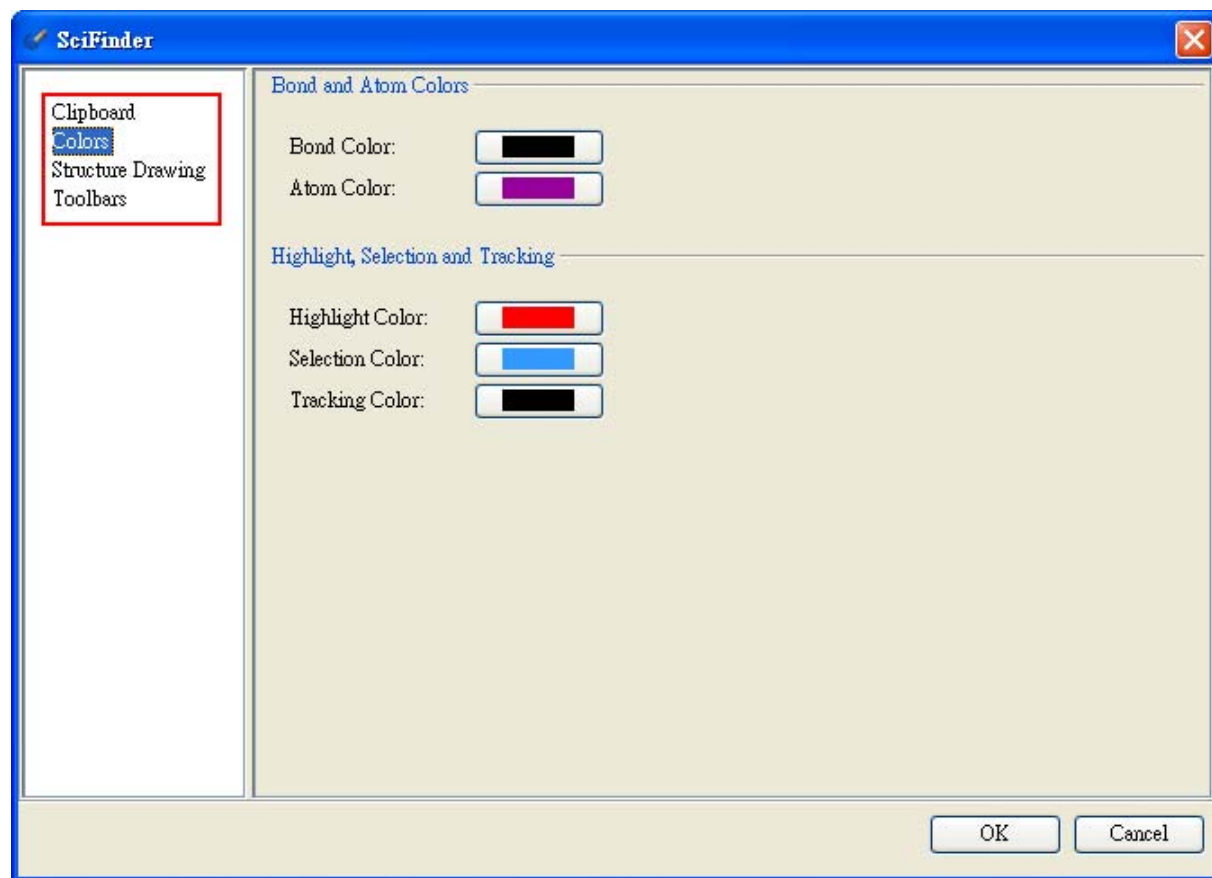 SciFinder
Clipboard
Colors
Structure Drawing
Toolbars
Bond and Atom Colors
Bond Color:
Atom Color:
Highlight, Selection and Tracking
Highlight Color:
Selection Color:
Tracking Color:
OK
Cancel